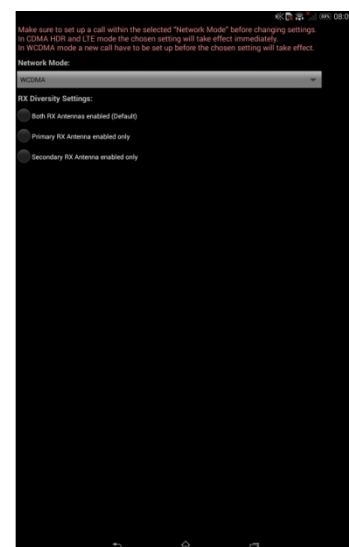 08:0
Make sure to set up a call within the selected "Network Mode" before changing settings.
In CDMA HDR and LTE mode the chosen setting will take effect immediately.
In WCDMA mode a new call have to be set up before the chosen setting will take effect.
Network Mode:
WCDMA
RX Diversity Settings:
Both RX Antennas enabled (Default)
Primary RX Antenna enabled only
Secondary RX Antenna enabled only